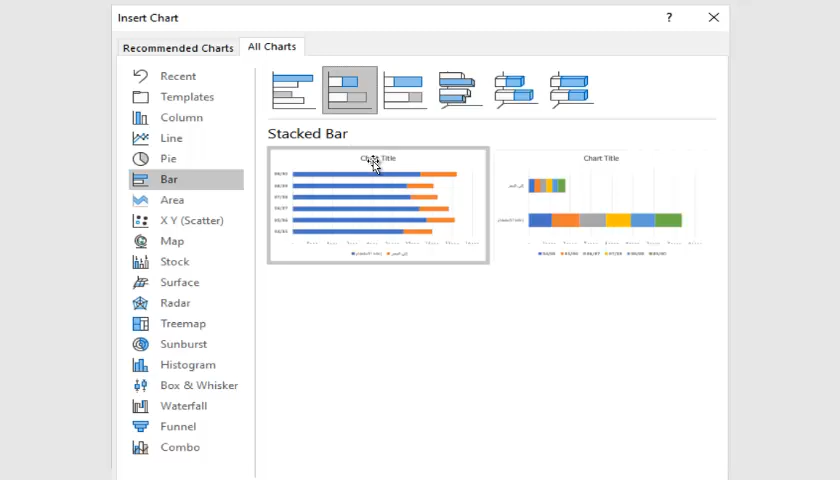 Insert Chart
?
Recommended Charts
All Charts
Recent
Templates
Column
Line
Pie
Bar
Area
X Y (Scatter)
Map
Stock
Surface
Radar
Treemap
Sunburst
Histogram
Box & Whisker
Waterfall
Funnel
Combo
Stacked Bar
Chart Title
Chart Title